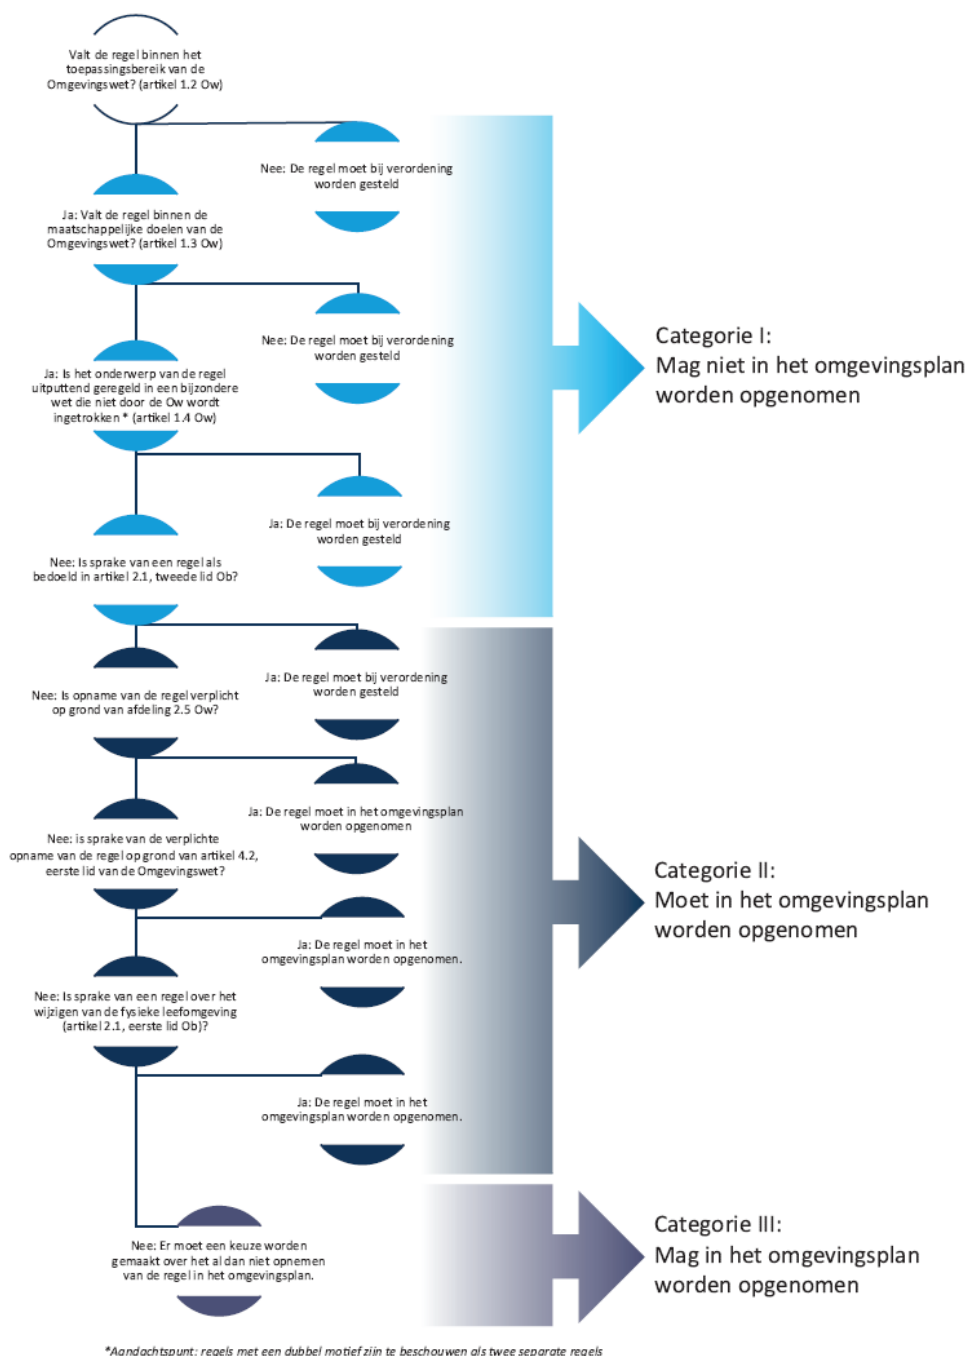 Valt de regel binnen het
toepassingsbereik van de
Omgevingswet? (artikel 1.2 Ow)
Nee: De regel moet bij verordening
worden gesteld
Ja: Valt de regel binnen de
maatschappelijke doelen van de
Omgevingswet? (artikel 1.3 Ow)
Nee: De regel moet bij verordening
worden gesteld
Ja: Is het onderwerp van de regel
uitputtend geregeld in een bijzondere
wet die niet door de Ow wordt
ingetrokken * (artikel 1.4 Ow)
Ja: De regel moet bij verordening
worden gesteld
Nee: Is sprake van een regel als
bedoeld in artikel 2.1, tweede lid Ob?
Categorie I:
Mag niet in het omgevingsplan
worden opgenomen
Ja: De regel moet bij verordening
worden gesteld
Nee: Is opname van de regel verplicht
op grond van afdeling 2.5 Ow?
Ja: De regel moet in het omgevingsplan
worden opgenomen
Nee: is sprake van de verplichte
opname van de regel op grond van artikel 4.2,
eerste lid van de Omgevingswet?
Ja: De regel moet in het
omgevingsplan worden opgenomen.
Nee: Is sprake van een regel over het
wijzigen van de fysieke leefomgeving
(artikel 2.1, eerste lid Ob)?
Ja: De regel moet in het
omgevingsplan worden opgenomen.
Categorie II:
Moet in het omgevingsplan
worden opgenomen
Nee: Er moet een keuze worden
gemaakt over het al dan niet opnemen
van de regel in het omgevingsplan.
Categorie III:
Mag in het omgevingsplan
worden opgenomen
*Aandachtspunt: regels met een dubbel motief zijn te beschouwen als twee separate regels